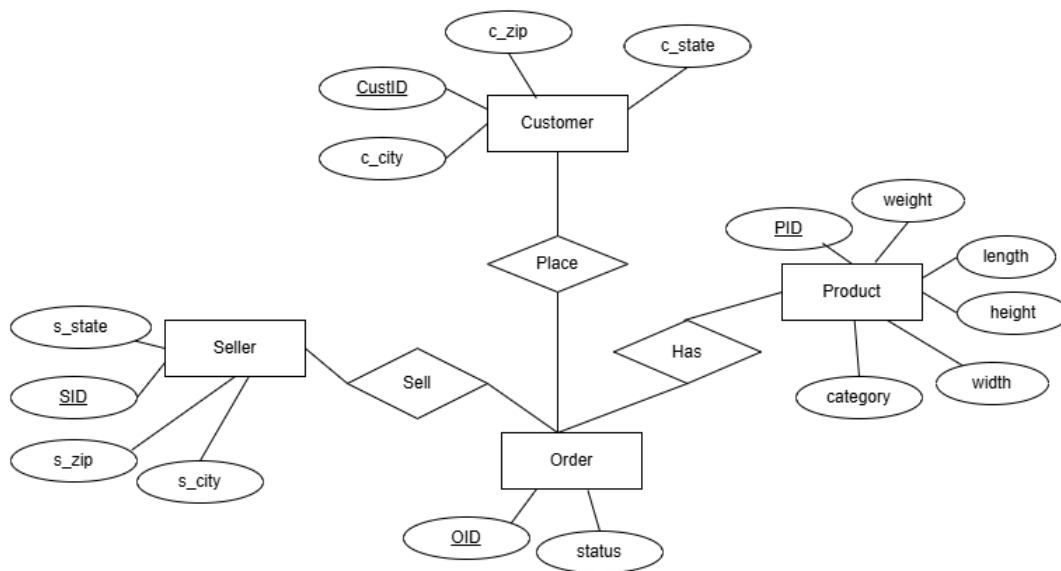 c_zip
c_state
CustID
Customer
c_city
weight
PID
Place
length
Product
height
s_state
Seller
Has
Sell
SID
category
width
s_zip
Order
s_city
OID
status